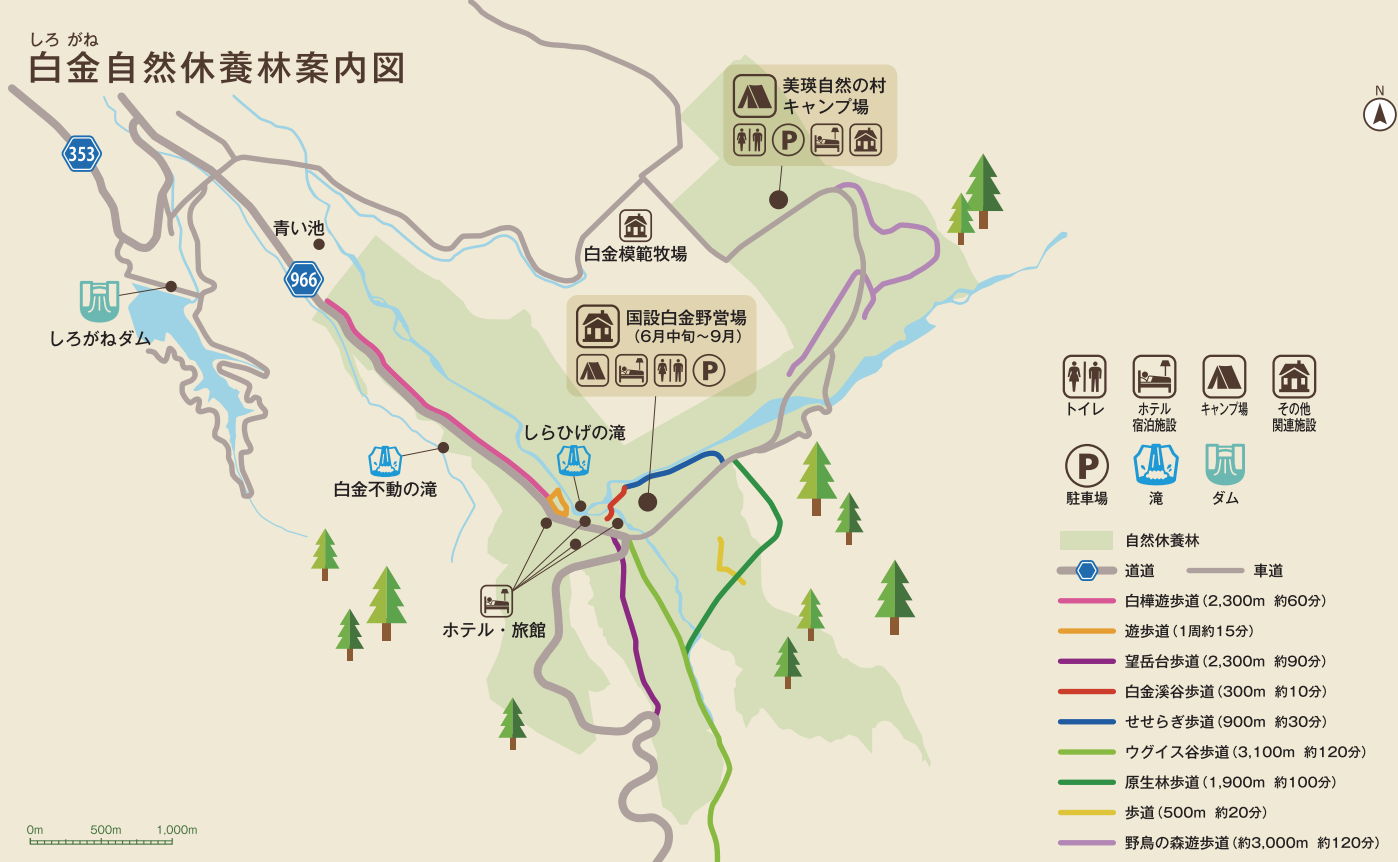 しろ がね
白金自然休養林案内図
N
353
美瑛自然の村
キャンプ場
P
青い池
966
白金模範牧場
しろがねダム
国設白金野営場
(6月中旬～9月)
P
しらひげの滝
白金不動の滝
ホテル・旅館
トイレ
ホテル
宿泊施設
キャンプ場
その他
関連施設
P
駐車場
滝
ダム
自然休養林
道道
車道
白樺遊歩道(2,300m 約60分)
遊歩道(1周約15分)
望岳台歩道(2,300m 約90分)
白金渓谷歩道(300m 約10分)
せせらぎ歩道(900m 約30分)
ウグイス谷歩道(3,100m 約120分)
原生林歩道(1,900m 約100分)
歩道(500m 約20分)
野鳥の森遊歩道(約3,000m 約120分)
0m 500m 1,000m